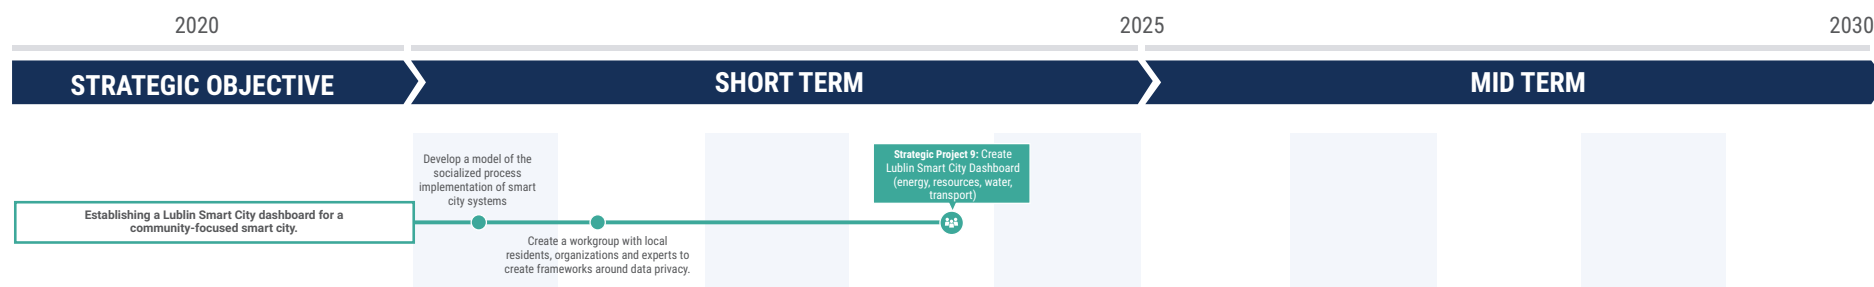 2020
2025
2030
STRATEGIC OBJECTIVE
SHORT TERM
MID TERM
Develop a model of the
socialized process
implementation of smart
city systems
Strategic Project 9: Create
Lublin Smart City Dashboard
(energy, resources, water,
transport)
Establishing a Lublin Smart City dashboard for a
community-focused smart city.
Create a workgroup with local
residents, organizations and experts to
create frameworks around data privacy.